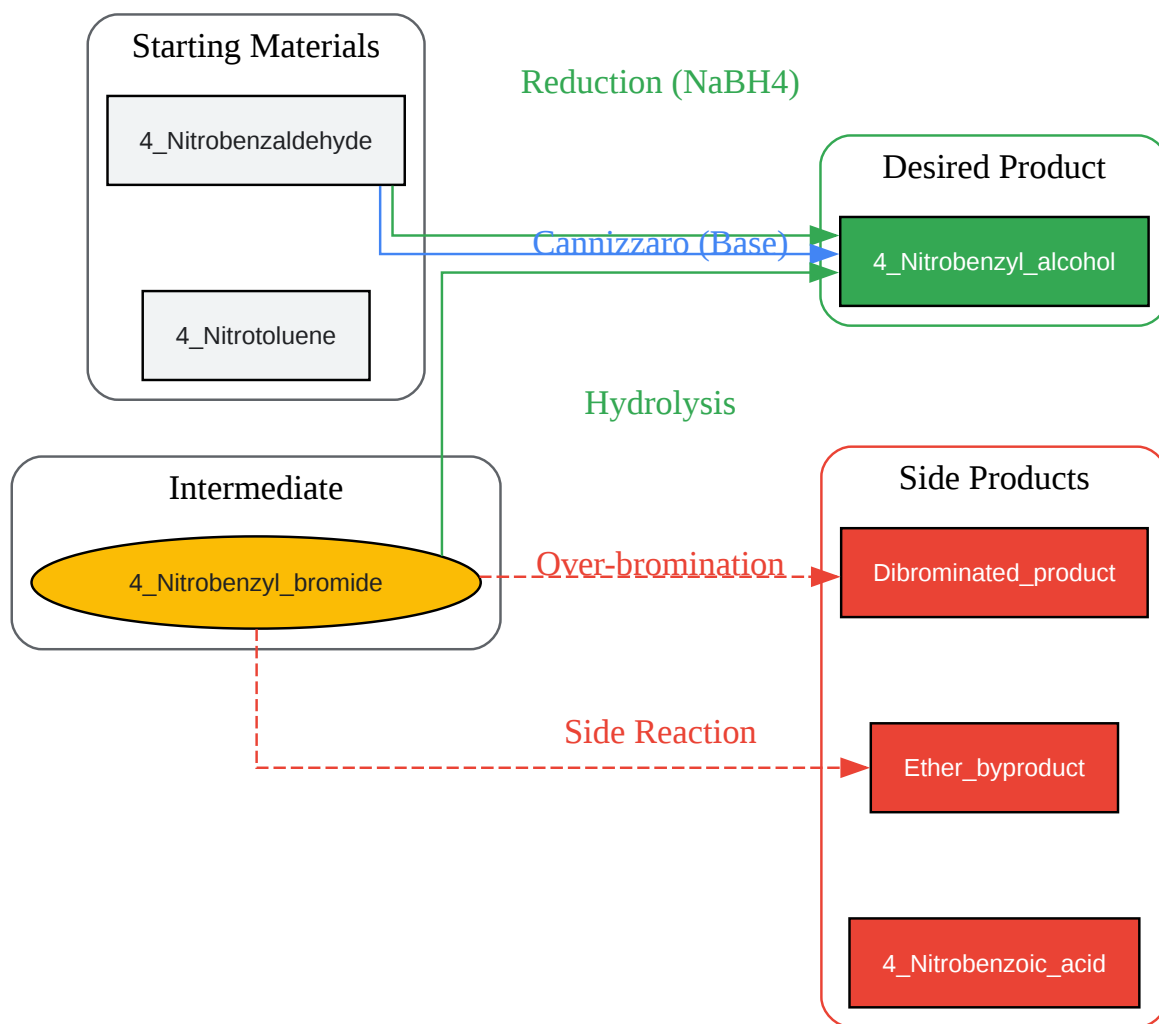 Starting Materials
Reduction (NaBH4)
4_Nitrobenzaldehyde
Desired Product
Cannizzaro (Base)
4_Nitrobenzyl_alcohol
4_Nitrotoluene
Hydrolysis
Intermediate
Side Products
Over-bromination
4_Nitrobenzyl_bromide
Dibrominated_product
Side Reaction
Ether_byproduct
4_Nitrobenzoic_acid